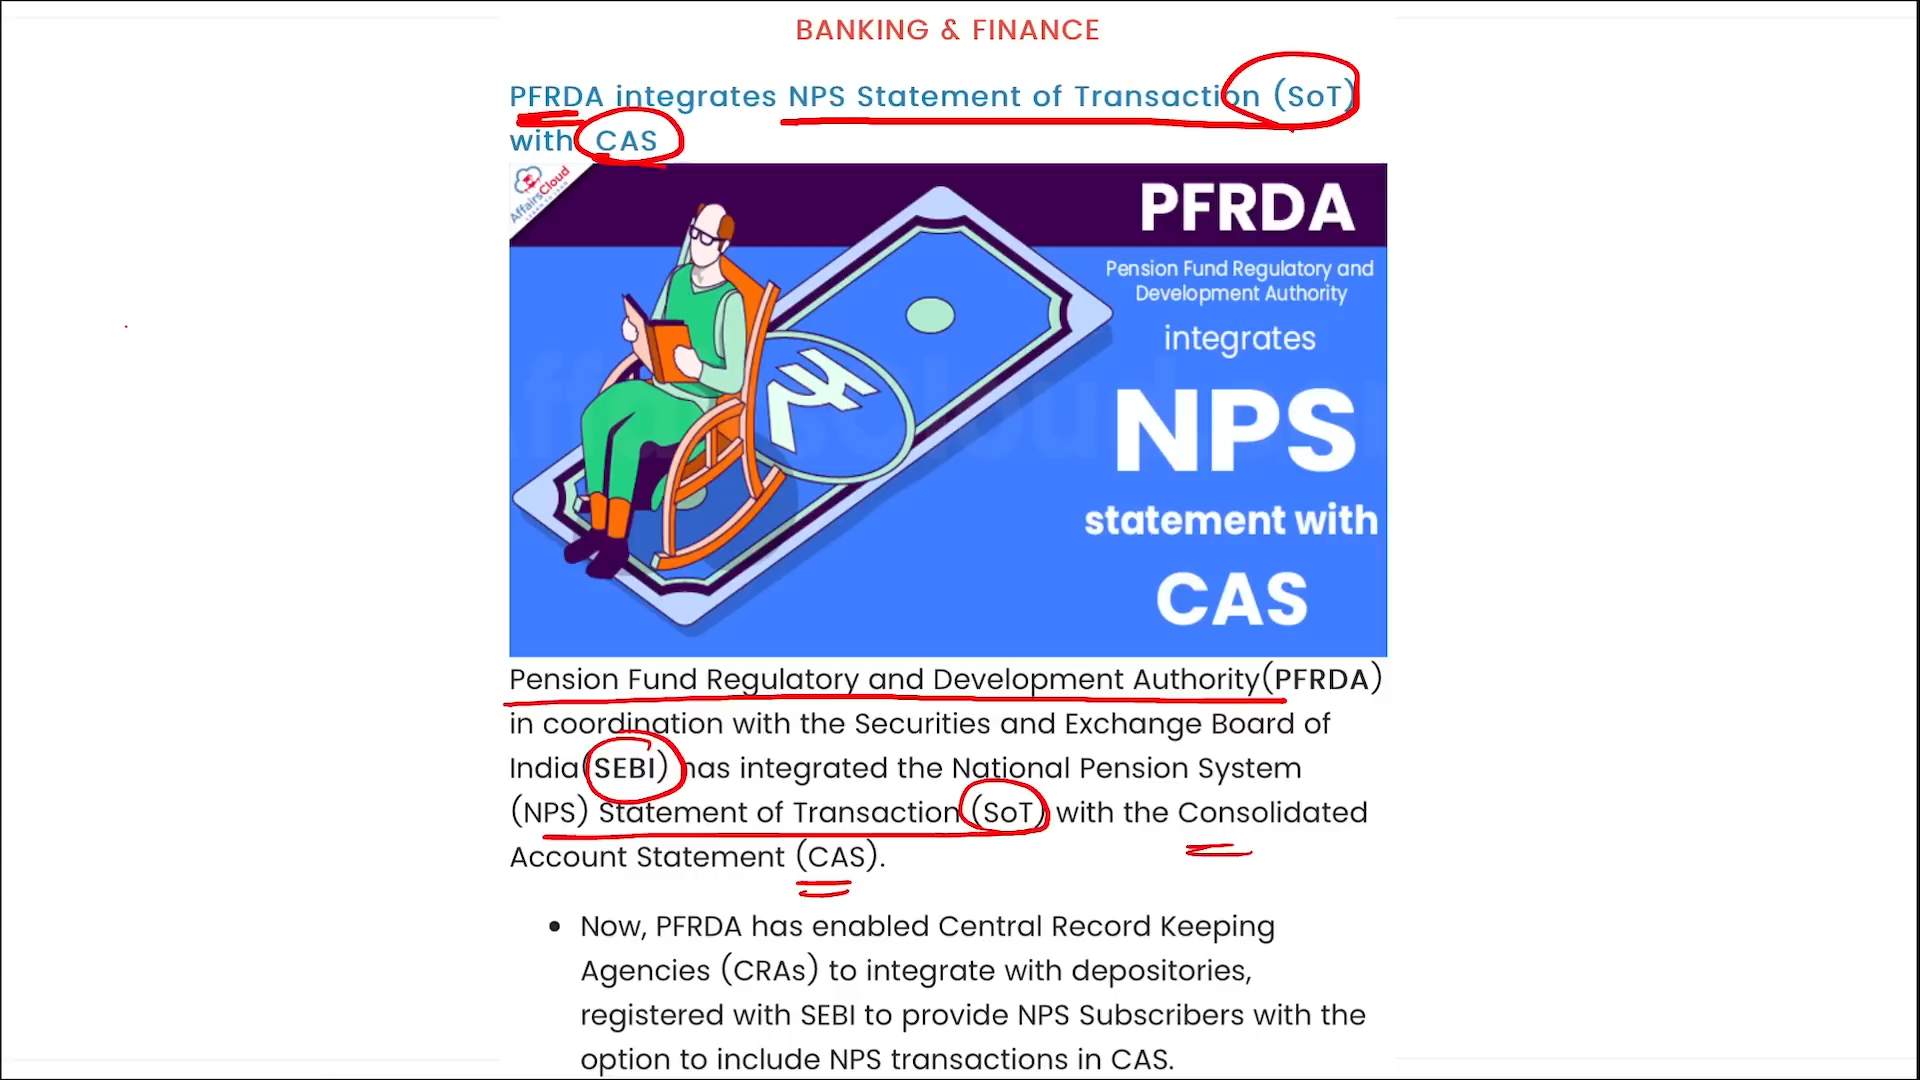 BANKING & FINANCE
PFRDA integrates NPS Statement of Transaction (SoT)
with CAS
AffairsCloud
PFRDA
Pension Fund Regulatory and
Development Authority
integrates
NPS
statement with
CAS
Pension Fund Regulatory and Development Authority(PFRDA)
in coordination with the Securities and Exchange Board of
India(SEBI) has integrated the National Pension System
(NPS) Statement of Transaction (SoT) with the Consolidated
Account Statement (CAS).
• Now, PFRDA has enabled Central Record Keeping
Agencies (CRAs) to integrate with depositories,
registered with SEBI to provide NPS Subscribers with the
option to include NPS transactions in CAS.